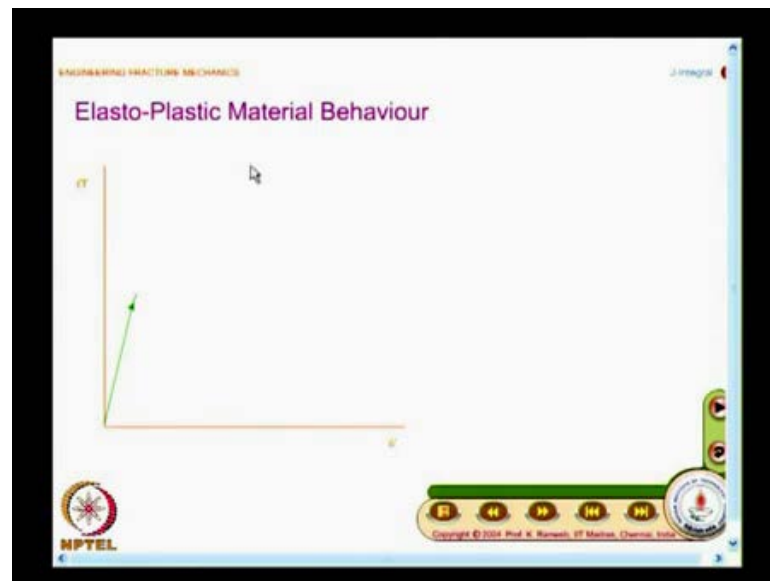 ENGINEERING FRACTURE MECHANICS
J-Integral
Elasto-Plastic Material Behaviour
σ
ε
NPTEL
Copyright © 2004 Prof. K. Ramesh, IIT Madras, Chennai, India